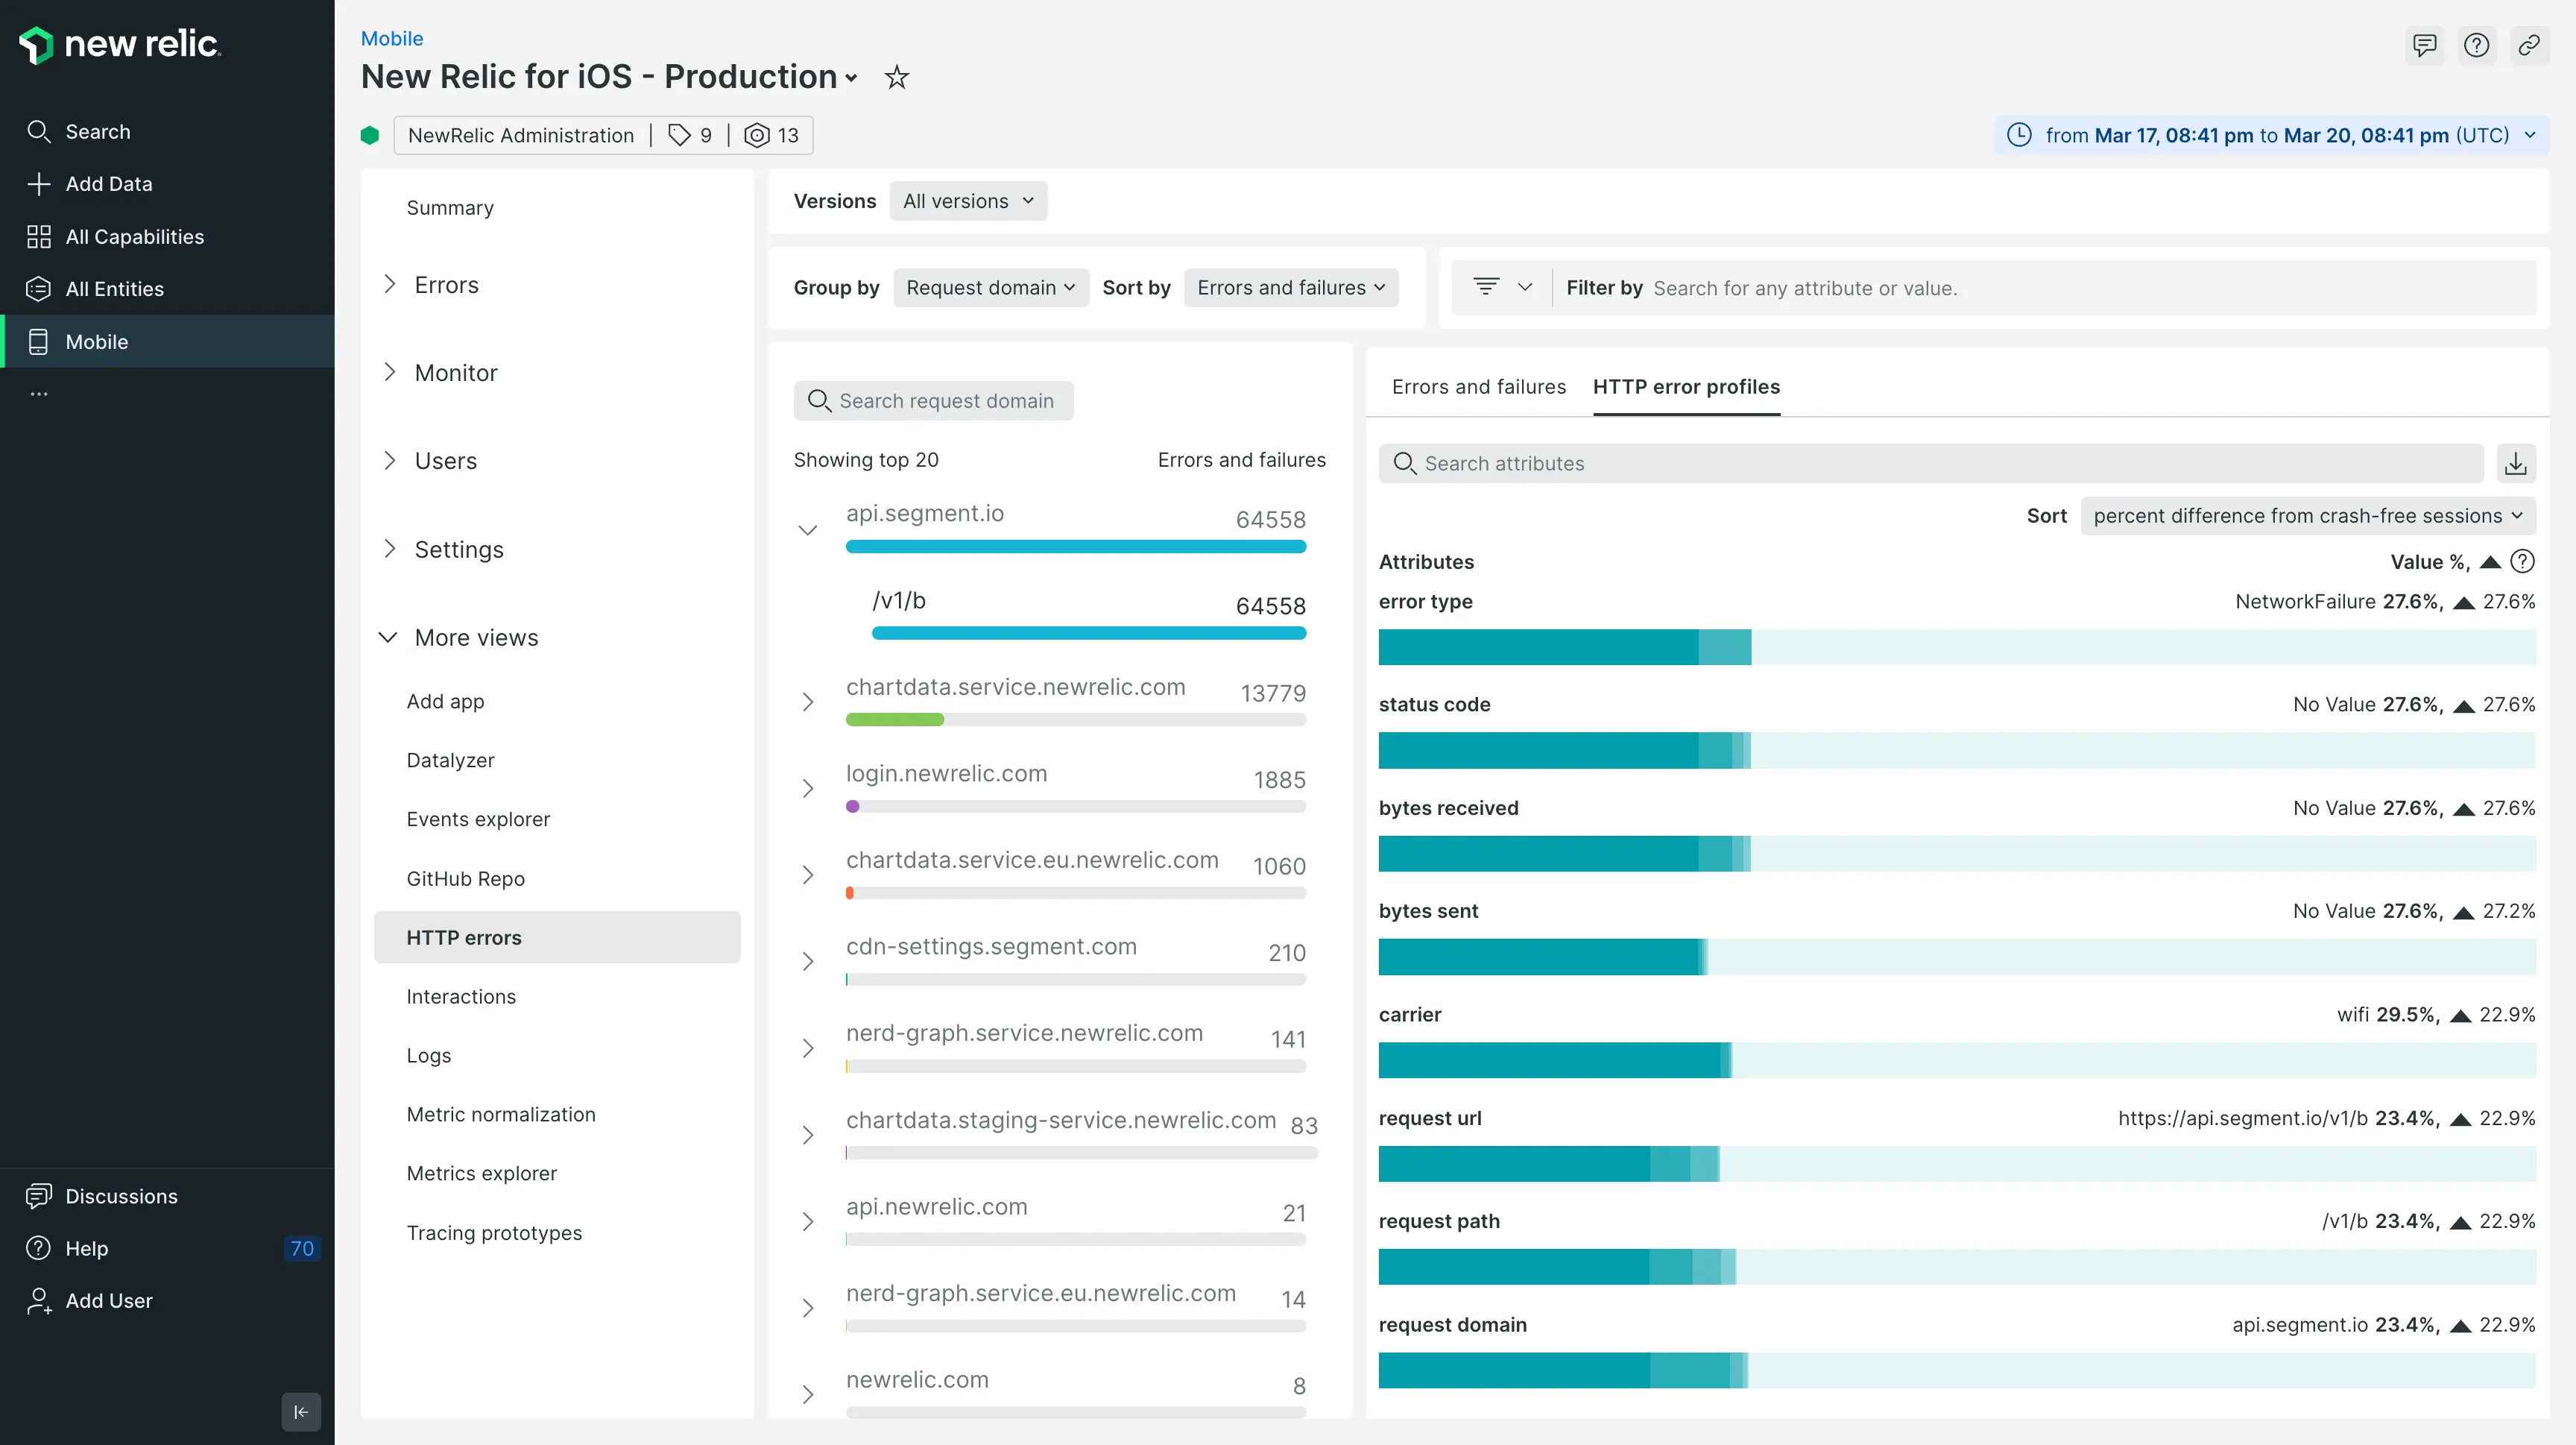 new relic
Search
Add Data
All Capabilities
All Entities
Mobile
...
Discussions
Help 70
Add User
Mobile
New Relic for iOS - Production
NewRelic Administration | 9 | 13
from Mar 17, 08:41 pm to Mar 20, 08:41 pm (UTC)
Summary
Errors
Monitor
Users
Settings
More views
Add app
Datalyzer
Events explorer
GitHub Repo
HTTP errors
Interactions
Logs
Metric normalization
Metrics explorer
Tracing prototypes
Versions All versions
Group by Request domain Sort by Errors and failures
Filter by Search for any attribute or value.
Search request domain
Showing top 20 Errors and failures
api.segment.io 64558
/v1/b 64558
chartdata.service.newrelic.com 13779
login.newrelic.com 1885
chartdata.service.eu.newrelic.com 1060
cdn-settings.segment.com 210
nerd-graph.service.newrelic.com 141
chartdata.staging-service.newrelic.com 83
api.newrelic.com 21
nerd-graph.service.eu.newrelic.com 14
newrelic.com 8
Errors and failures HTTP error profiles
Search attributes
Sort percent difference from crash-free sessions
Attributes Value %, ▲ ?
error type NetworkFailure 27.6%, ▲ 27.6%
status code No Value 27.6%, ▲ 27.6%
bytes received No Value 27.6%, ▲ 27.6%
bytes sent No Value 27.6%, ▲ 27.2%
carrier wifi 29.5%, ▲ 22.9%
request url https://api.segment.io/v1/b 23.4%, ▲ 22.9%
request path /v1/b 23.4%, ▲ 22.9%
request domain api.segment.io 23.4%, ▲ 22.9%